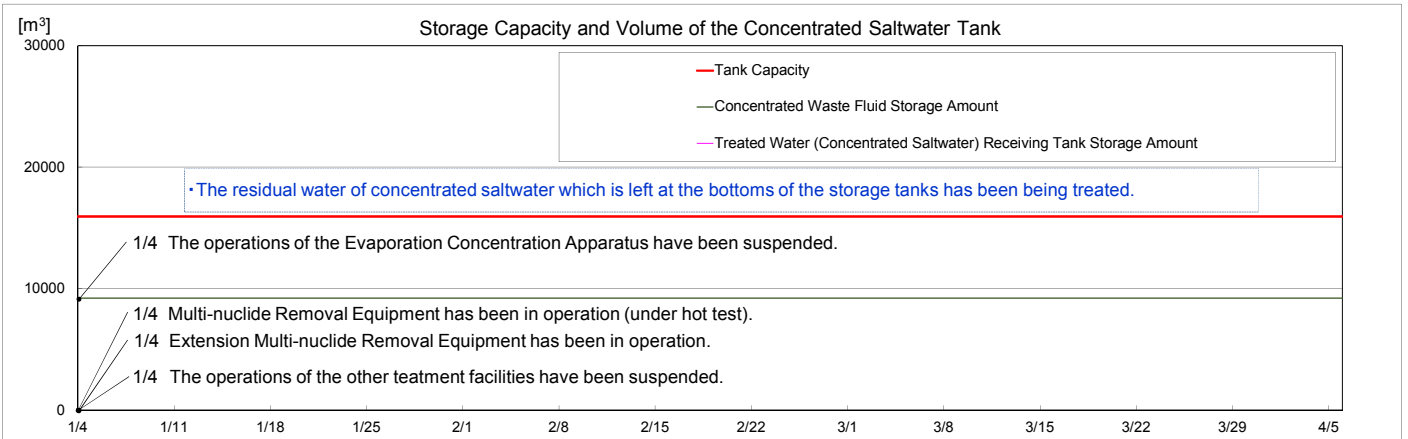 [m³]
Storage Capacity and Volume of the Concentrated Saltwater Tank
30000
Tank Capacity
Concentrated Waste Fluid Storage Amount
Treated Water (Concentrated Saltwater) Receiving Tank Storage Amount
20000
・The residual water of concentrated saltwater which is left at the bottoms of the storage tanks has been being treated.
1/4 The operations of the Evaporation Concentration Apparatus have been suspended.
10000
1/4 Multi-nuclide Removal Equipment has been in operation (under hot test).
1/4 Extension Multi-nuclide Removal Equipment has been in operation.
1/4 The operations of the other teatment facilities have been suspended.
0
1/4 1/11 1/18 1/25 2/1 2/8 2/15 2/22 3/1 3/8 3/15 3/22 3/29 4/5